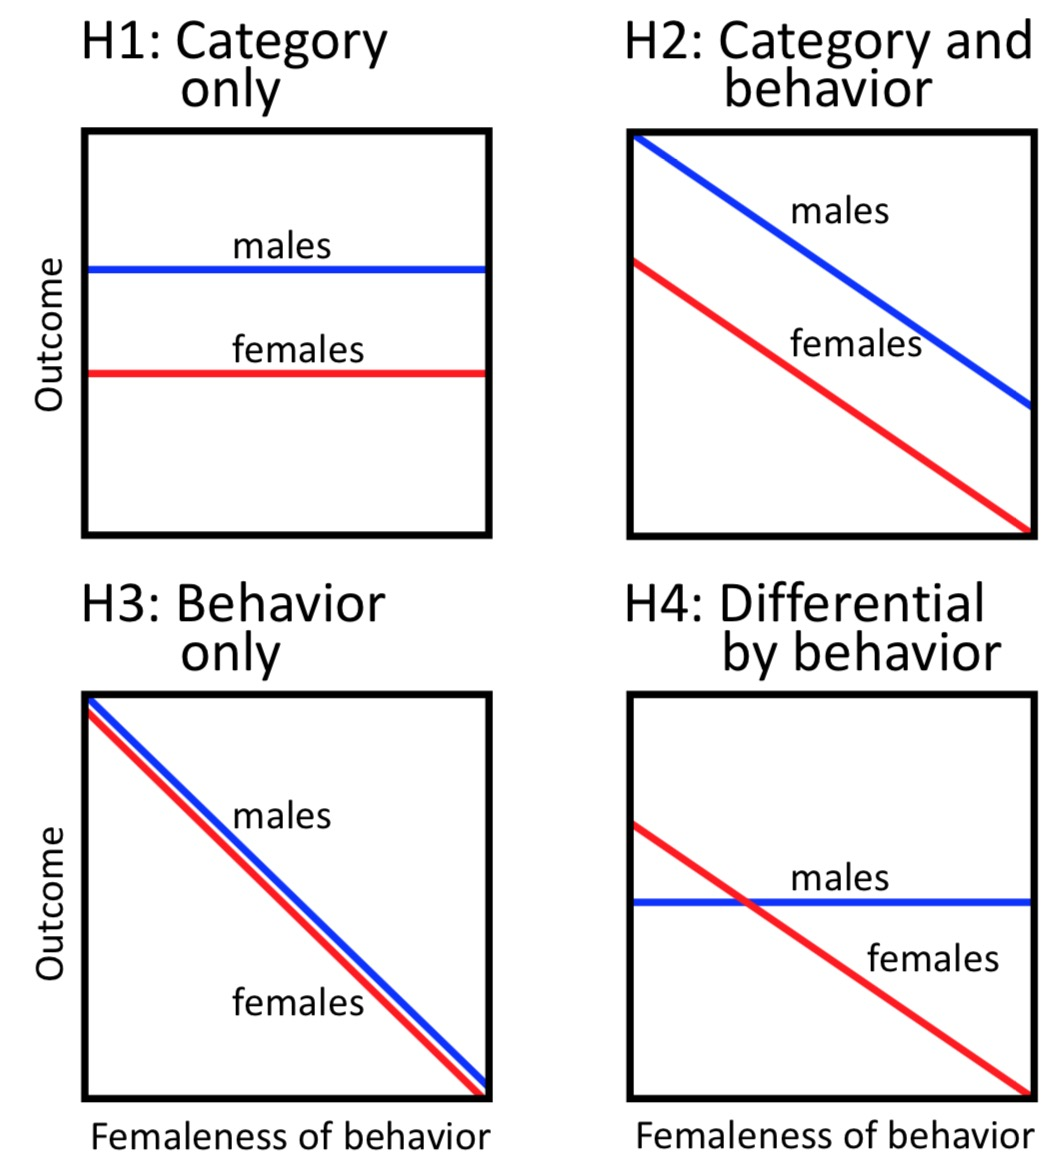 H1: Category
only
H2: Category and
behavior
Outcome
males
females
males
females
H3: Behavior
only
H4: Differential
by behavior
Outcome
males
females
males
females
Femaleness of behavior
Femaleness of behavior